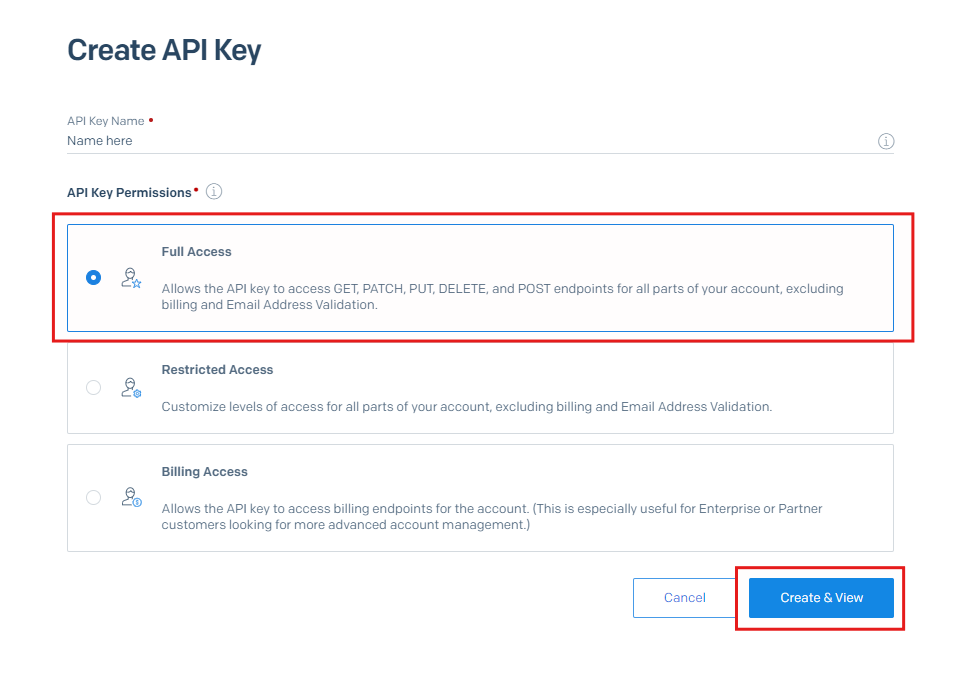 Create API Key
API Key Name
Name here
API Key Permissions
Full Access
Allows the API key to access GET, PATCH, PUT, DELETE, and POST endpoints for all parts of your account, excluding
billing and Email Address Validation.
Restricted Access
Customize levels of access for all parts of your account, excluding billing and Email Address Validation.
Billing Access
Allows the API key to access billing endpoints for the account. (This is especially useful for Enterprise or Partner
customers looking for more advanced account management.)
Cancel
Create & View